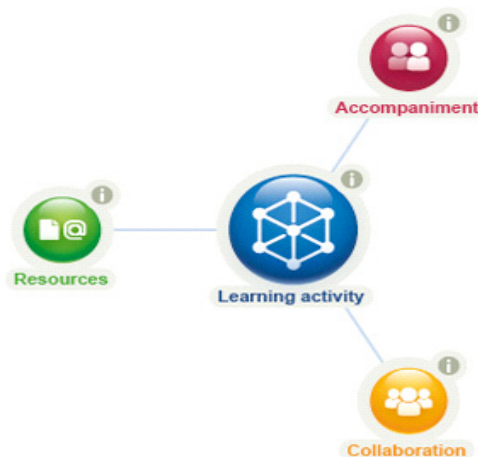 Accompaniment
Resources
Learning activity
Collaboration